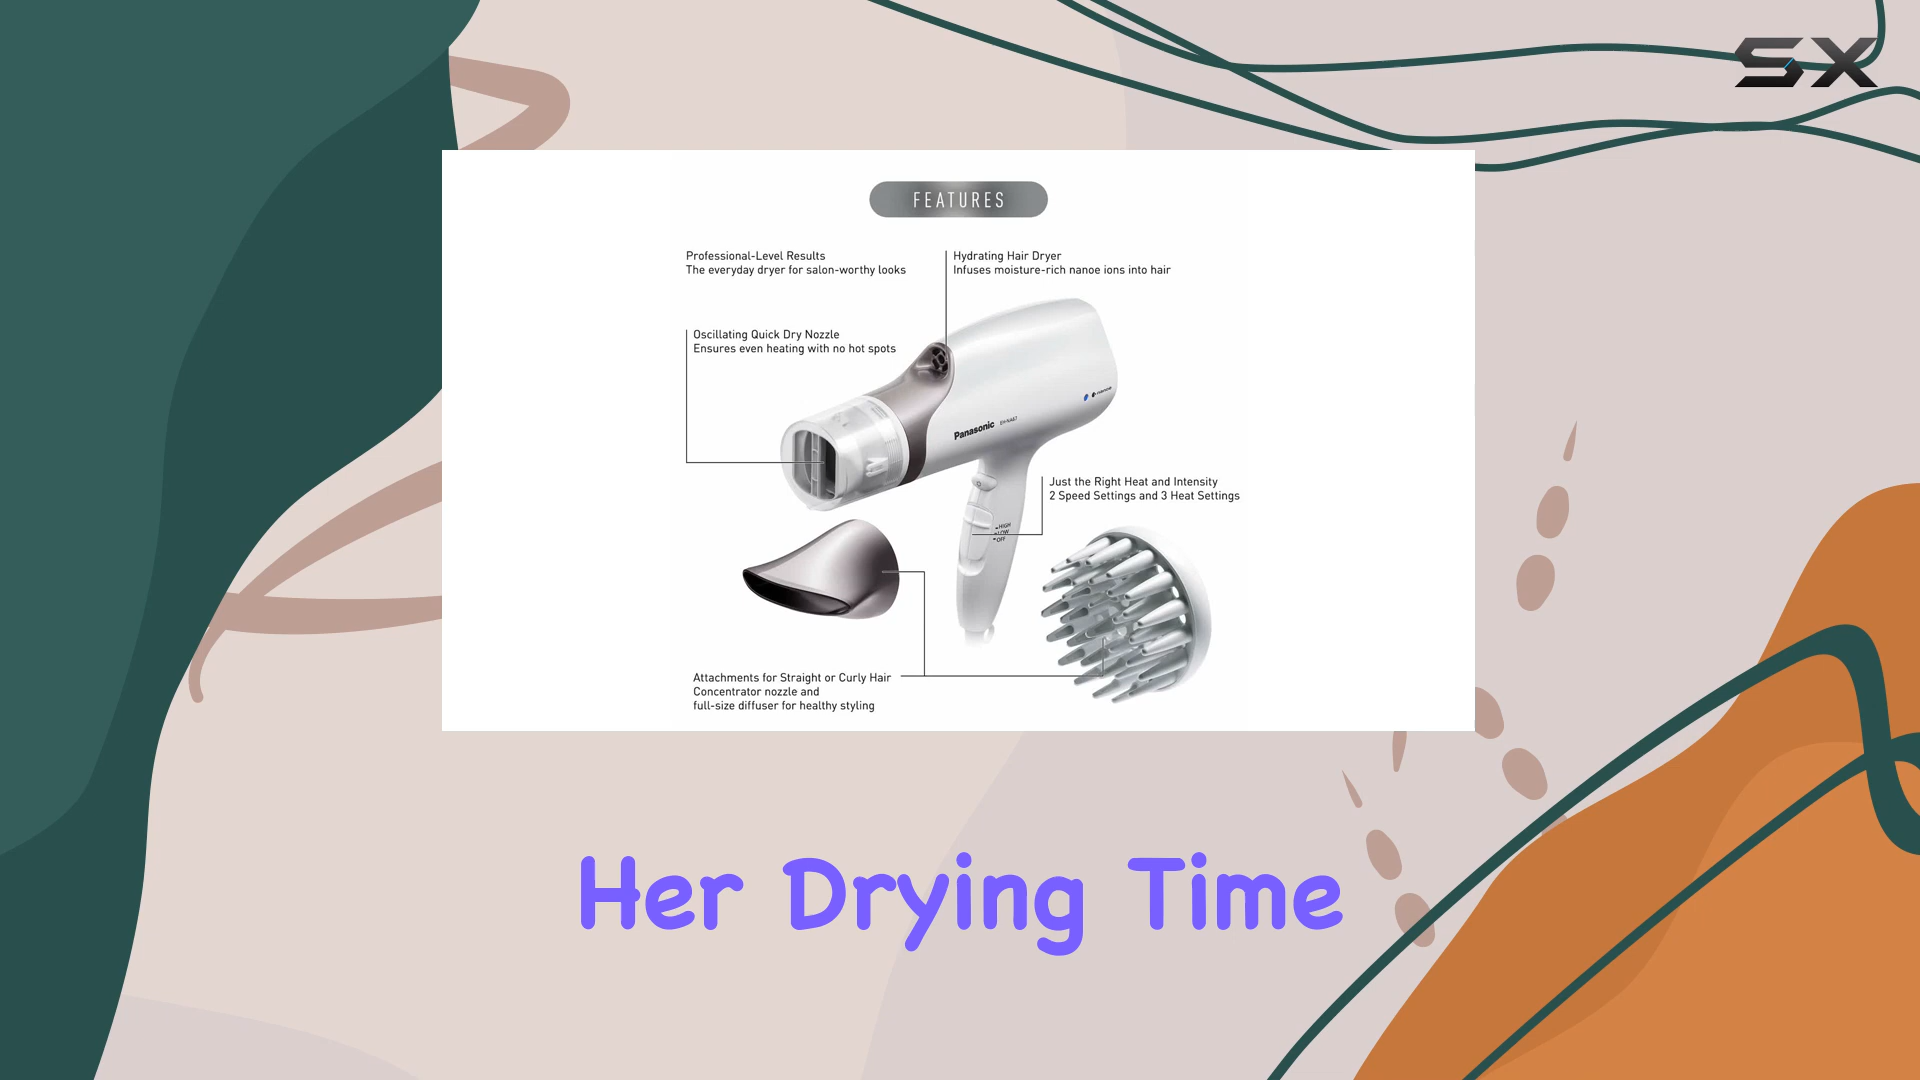 SX
FEATURES
Professional-Level Results
The everyday dryer for salon-worthy looks
Hydrating Hair Dryer
Infuses moisture-rich nanoe ions into hair
Oscillating Quick Dry Nozzle
Ensures even heating with no hot spots
nanoe
Panasonic EH-NA67
Just the Right Heat and Intensity
2 Speed Settings and 3 Heat Settings
HIGH
LOW
OFF
Attachments for Straight or Curly Hair
Concentrator nozzle and
full-size diffuser for healthy styling
Her Drying Time